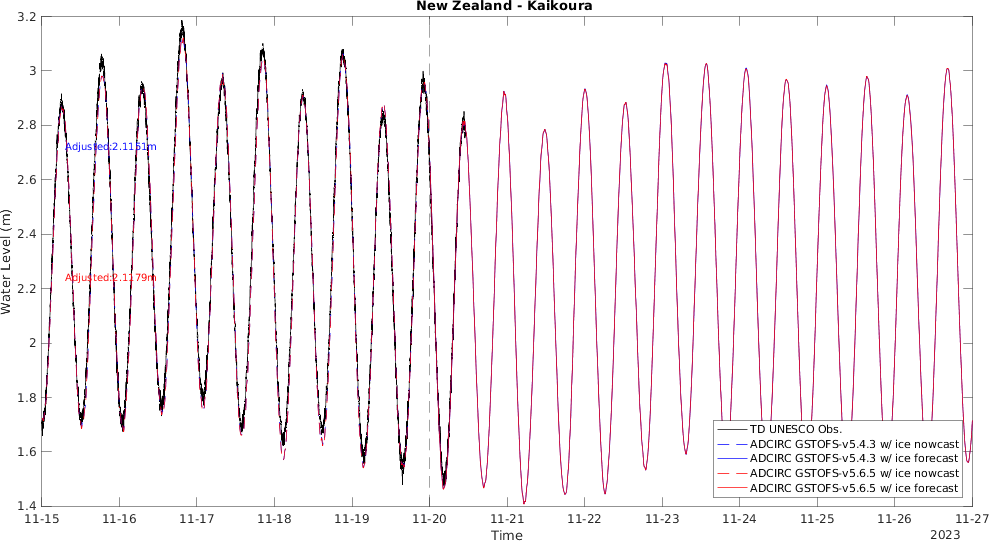 New Zealand - Kaikoura
3.2
3
2.8
2.6
2.4
2.2
2
1.8
1.6
1.4
Water Level (m)
Adjusted:2.1151m
Adjusted:2.1179m
TD UNESCO Obs.
ADCIRC GSTOFS-v5.4.3 w/ ice nowcast
ADCIRC GSTOFS-v5.4.3 w/ ice forecast
ADCIRC GSTOFS-v5.6.5 w/ ice nowcast
ADCIRC GSTOFS-v5.6.5 w/ ice forecast
11-15 11-16 11-17 11-18 11-19 11-20 11-21 11-22 11-23 11-24 11-25 11-26 11-27
Time
2023